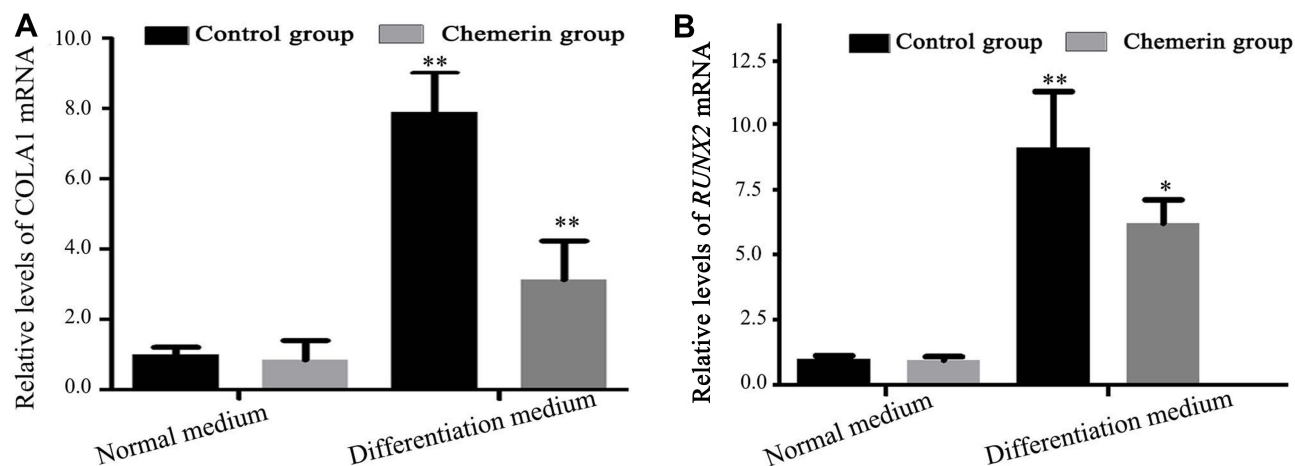 A
Relative levels of COLA1 mRNA
10.0
8.0
6.0
4.0
2.0
0.0
Control group
Chemerin group
**
**
Normal medium
Differentiation medium
B
Relative levels of RUNX2 mRNA
12.5
10.0
7.5
5.0
2.5
0.0
Control group
Chemerin group
**
*
Normal medium
Differentiation medium